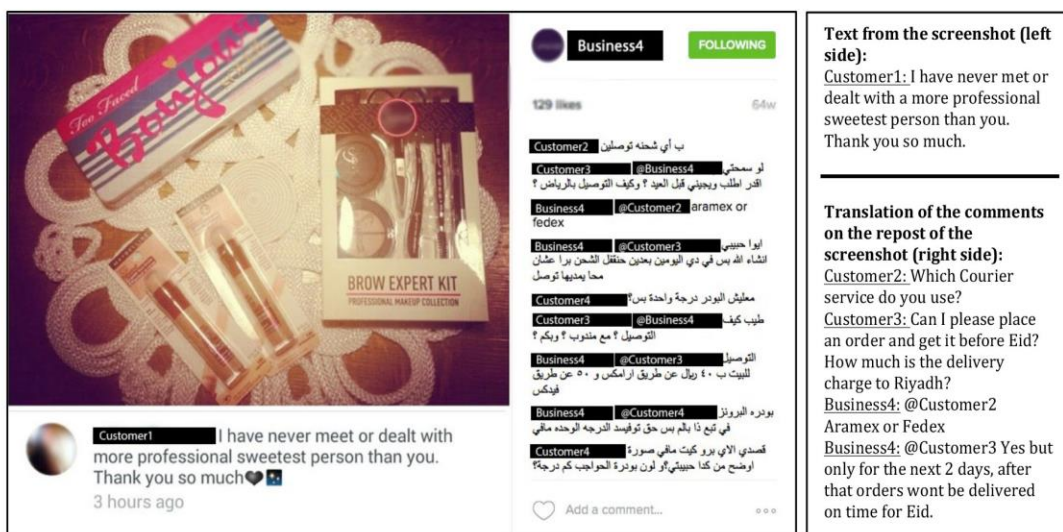 Too Faced
Bonjour
BROW EXPERT KIT
PROFESSIONAL MAKEUP COLLECTION
Customer1 I have never meet or dealt with
more professional sweetest person than you.
Thank you so much
3 hours ago
Business4
FOLLOWING
129 likes
64w
Customer2 ب أي شحنه توصلين
Customer3 @Business4 لو سمحتي
اقدر اطلب ويجيني قبل العيد ؟ وكيف التوصيل بالرياض ؟
Business4 @Customer2 aramex or
fedex
Business4 @Customer3 ايوا حبيبي
انشاء الله بس في دي اليومين بعدين حنقفل الشحن برا عشان
محا يمديها توصل
Customer4 معليش البودر درجة واحدة بس؟
Customer3 @Business4 طيب كيف
التوصيل ؟ مع مندوب ؟ وبكم ؟
Business4 @Customer3 التوصيل
للبيت ب ٤٠ ريال عن طريق ارامكس و ٥٠ عن طريق
فيدكس
Business4 @Customer4 بودره البرونز
في تبع ذا بالم بس حق توفيسد الدرجه الوحده مافي
Customer4 قصدي الاي برو كيت مافي صورة
اوضح من كدا حبيبتي؟و لون بودرة الحواجب كم درجة؟
Add a comment...
Text from the screenshot (left
side):
Customer1: I have never met or
dealt with a more professional
sweetest person than you.
Thank you so much.
Translation of the comments
on the repost of the
screenshot (right side):
Customer2: Which Courier
service do you use?
Customer3: Can I please place
an order and get it before Eid?
How much is the delivery
charge to Riyadh?
Business4: @Customer2
Aramex or Fedex
Business4: @Customer3 Yes but
only for the next 2 days, after
that orders wont be delivered
on time for Eid.